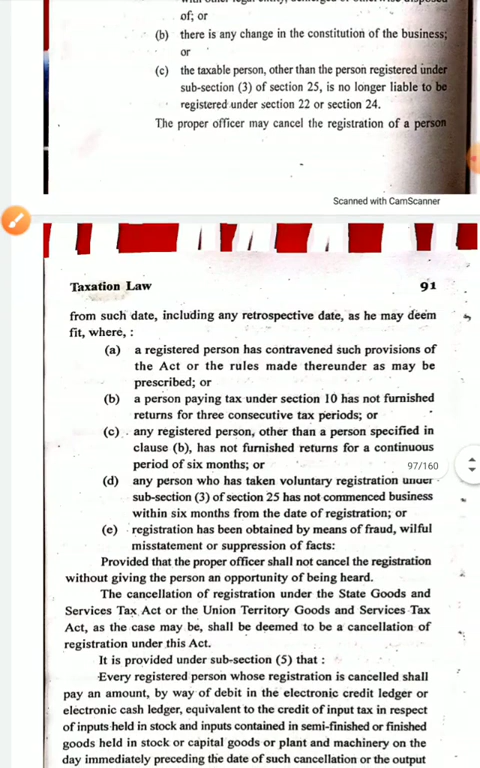 of; or
(b) there is any change in the constitution of the business;
or
(c) the taxable person, other than the person registered under
sub-section (3) of section 25, is no longer liable to be
registered under section 22 or section 24.
The proper officer may cancel the registration of a person
Scanned with CamScanner
Taxation Law 91
from such date, including any retrospective date, as he may deem
fit, where, :
(a) a registered person has contravened such provisions of
the Act or the rules made thereunder as may be
prescribed; or
(b) a person paying tax under section 10 has not furnished
returns for three consecutive tax periods; or
(c) any registered person, other than a person specified in
clause (b), has not furnished returns for a continuous
period of six months; or
97/160
(d) any person who has taken voluntary registration under
sub-section (3) of section 25 has not commenced business
within six months from the date of registration; or
(e) registration has been obtained by means of fraud, wilful
misstatement or suppression of facts:
Provided that the proper officer shall not cancel the registration
without giving the person an opportunity of being heard.
The cancellation of registration under the State Goods and
Services Tax Act or the Union Territory Goods and Services Tax
Act, as the case may be, shall be deemed to be a cancellation of
registration under this Act.
It is provided under sub-section (5) that :
Every registered person whose registration is cancelled shall
pay an amount, by way of debit in the electronic credit ledger or
electronic cash ledger, equivalent to the credit of input tax in respect
of inputs held in stock and inputs contained in semi-finished or finished
goods held in stock or capital goods or plant and machinery on the
day immediately preceding the date of such cancellation or the output